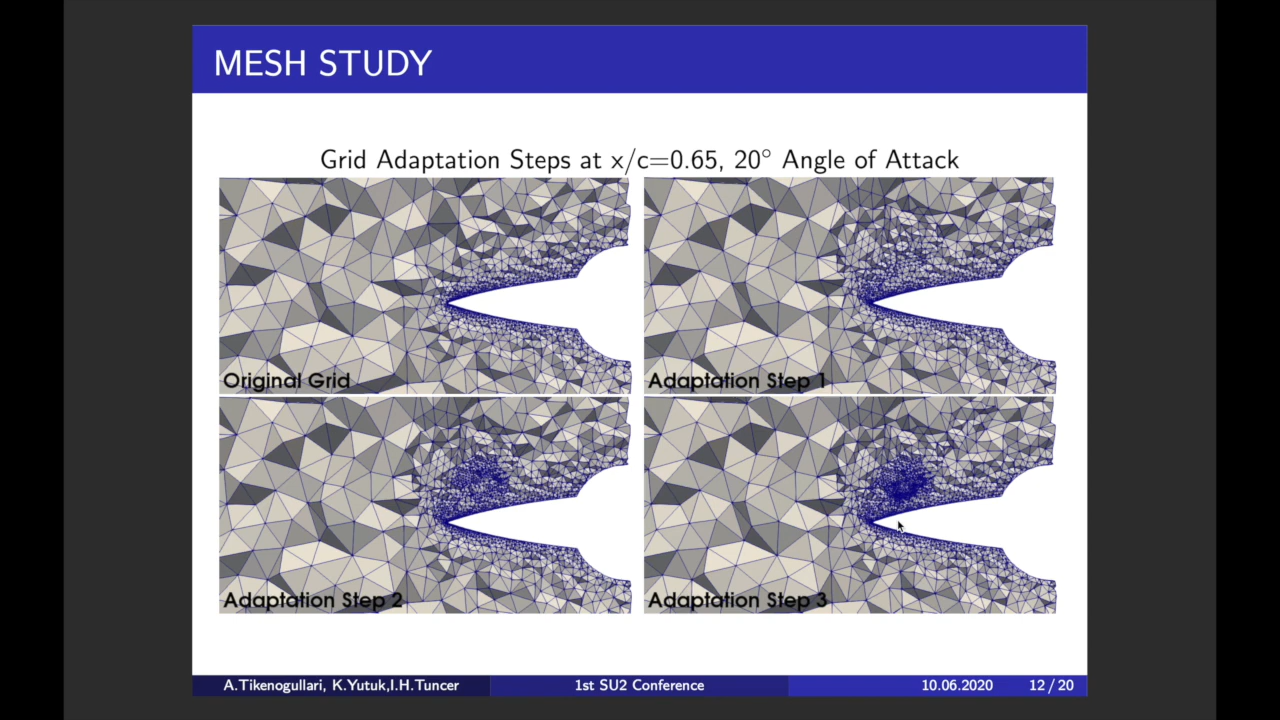 MESH STUDY
Grid Adaptation Steps at x/c=0.65, 20° Angle of Attack
Original Grid
Adaptation Step 1
Adaptation Step 2
Adaptation Step 3
A.Tikenogullari, K.Yutuk,I.H.Tuncer
1st SU2 Conference
10.06.2020
12 / 20